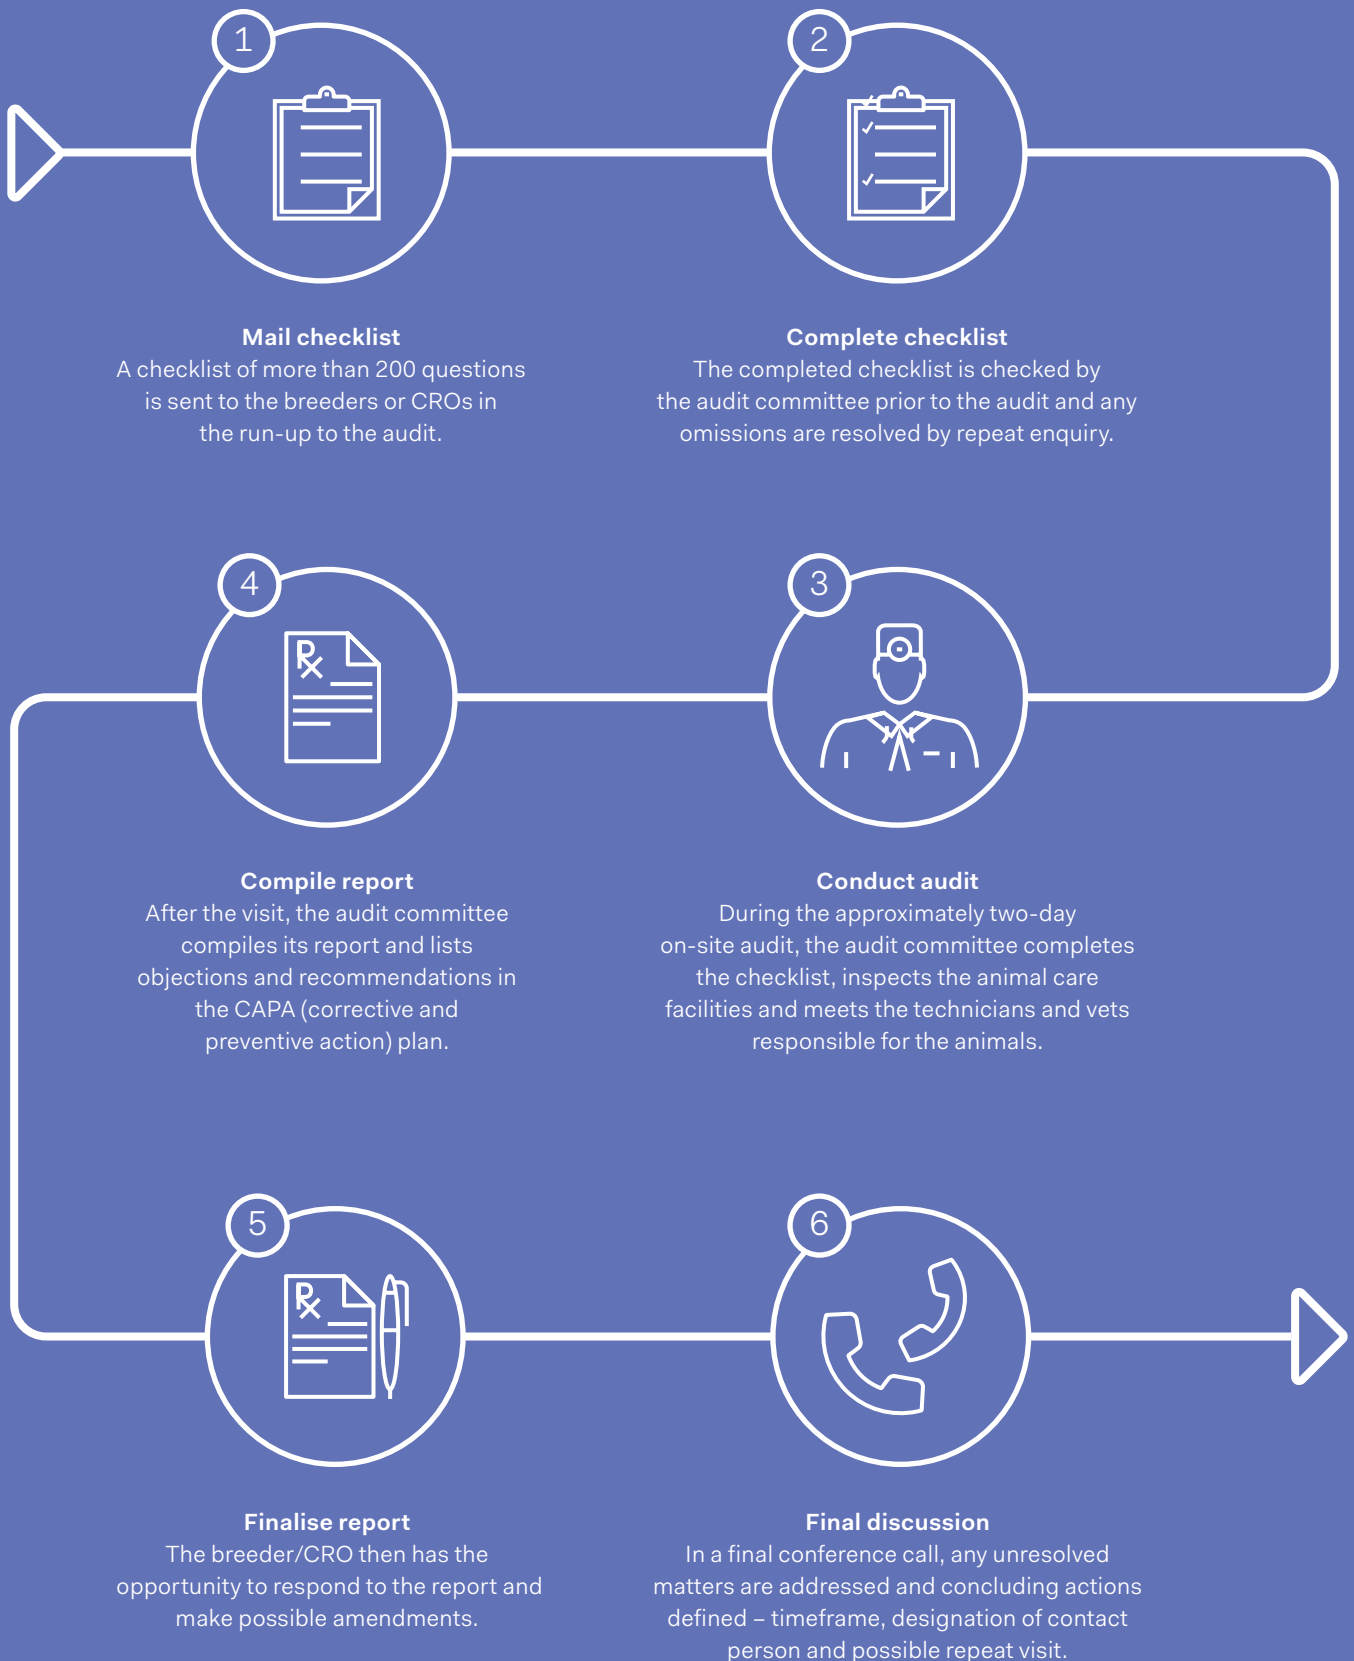 1
Mail checklist
A checklist of more than 200 questions
is sent to the breeders or CROs in
the run-up to the audit.
2
Complete checklist
The completed checklist is checked by
the audit committee prior to the audit and any
omissions are resolved by repeat enquiry.
3
Conduct audit
During the approximately two-day
on-site audit, the audit committee completes
the checklist, inspects the animal care
facilities and meets the technicians and vets
responsible for the animals.
4
℞
Compile report
After the visit, the audit committee
compiles its report and lists
objections and recommendations in
the CAPA (corrective and
preventive action) plan.
5
℞
Finalise report
The breeder/CRO then has the
opportunity to respond to the report and
make possible amendments.
6
Final discussion
In a final conference call, any unresolved
matters are addressed and concluding actions
defined – timeframe, designation of contact
person and possible repeat visit.